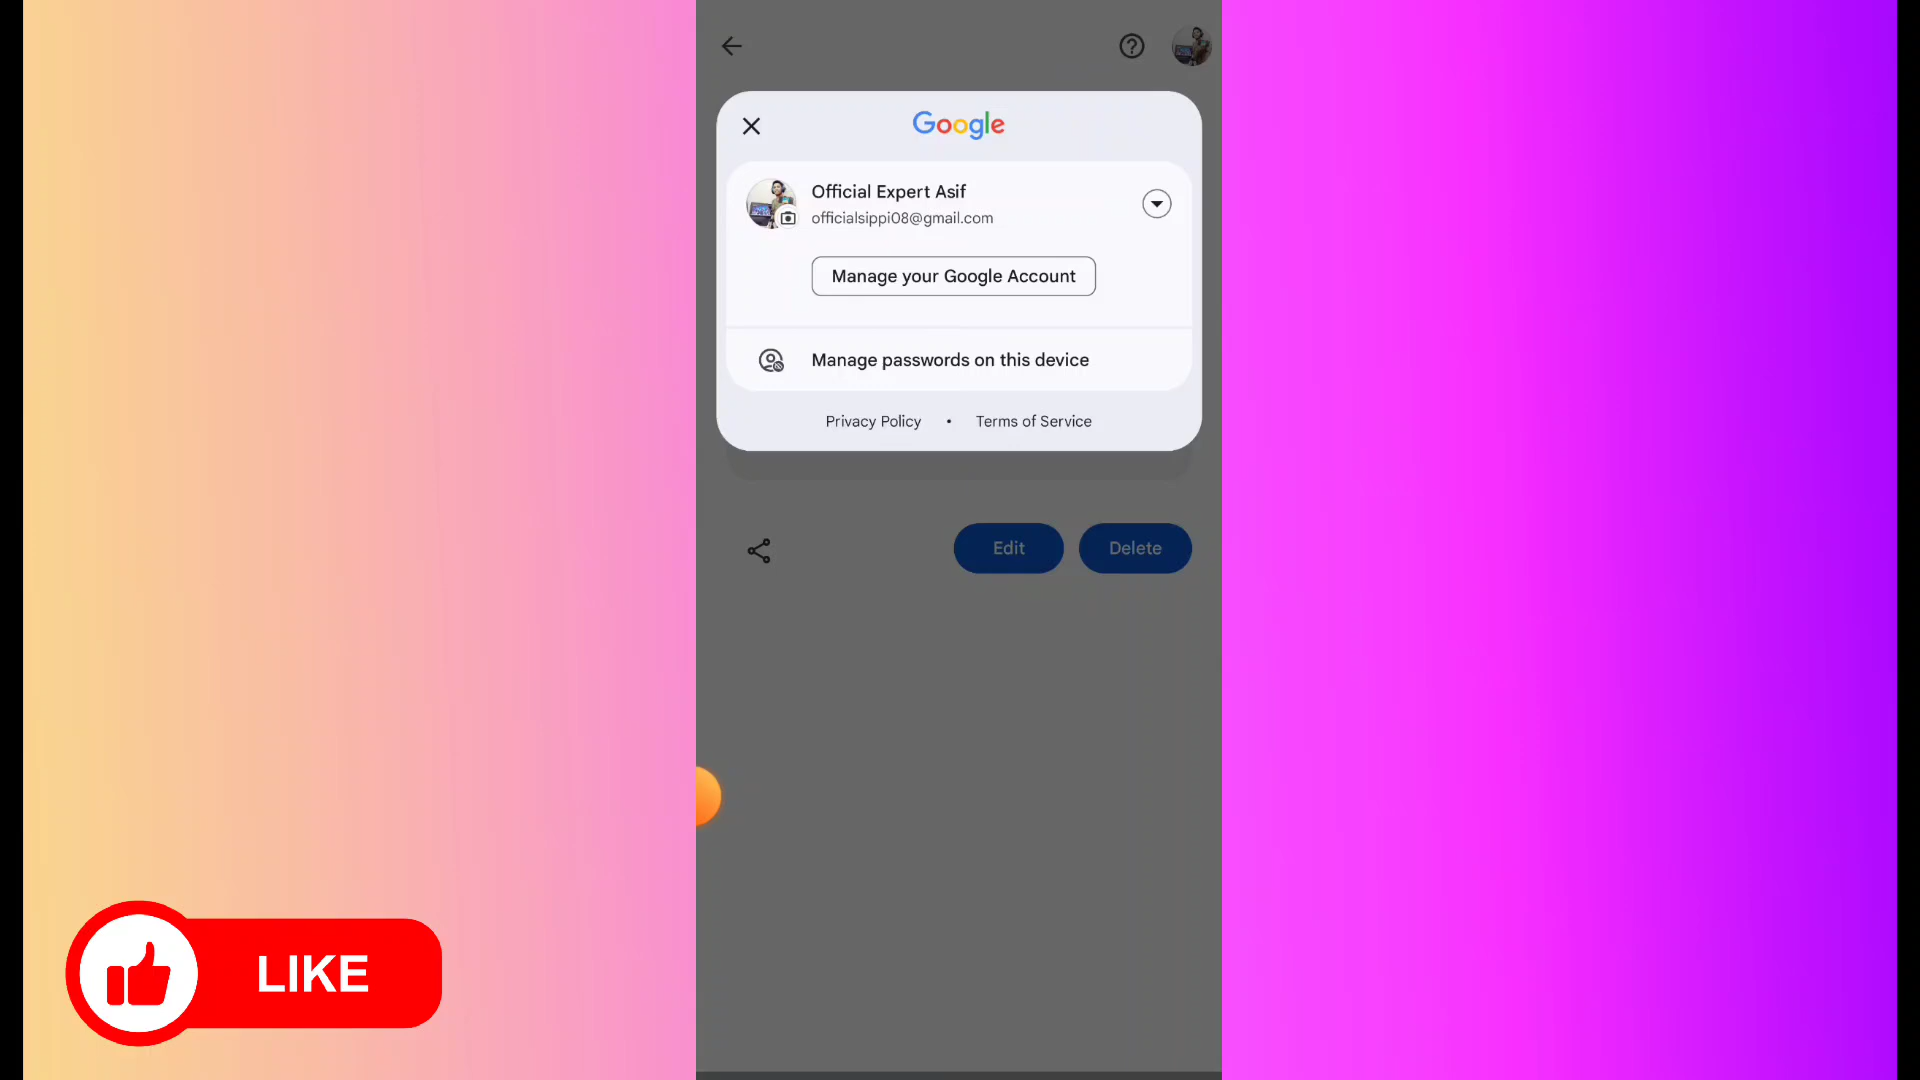 Google
Official Expert Asif
officialsippi08@gmail.com
Manage your Google Account
Manage passwords on this device
Privacy Policy • Terms of Service
Edit Delete
LIKE